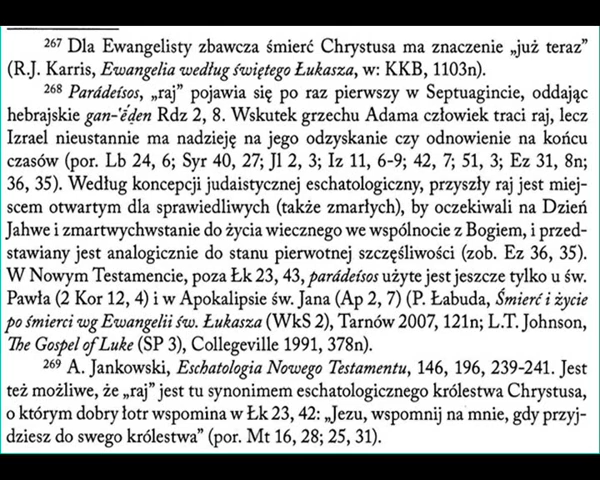 267 Dla Ewangelisty zbawcza śmierć Chrystusa ma znaczenie „już teraz”
(R.J. Karris, Ewangelia według świętego Łukasza, w: KKB, 1103n).
268 Parádeísos, „raj” pojawia się po raz pierwszy w Septuagincie, oddając
hebrajskie gan-ʿḗḏen Rdz 2, 8. Wskutek grzechu Adama człowiek traci raj, lecz
Izrael nieustannie ma nadzieję na jego odzyskanie czy odnowienie na końcu
czasów (por. Lb 24, 6; Syr 40, 27; Jl 2, 3; Iz 11, 6-9; 42, 7; 51, 3; Ez 31, 8n;
36, 35). Według koncepcji judaistycznej eschatologiczny, przyszły raj jest miej-
scem otwartym dla sprawiedliwych (także zmarłych), by oczekiwali na Dzień
Jahwe i zmartwychwstanie do życia wiecznego we wspólnocie z Bogiem, i przed-
stawiany jest analogicznie do stanu pierwotnej szczęśliwości (zob. Ez 36, 35).
W Nowym Testamencie, poza Łk 23, 43, parádeísos użyte jest jeszcze tylko u św.
Pawła (2 Kor 12, 4) i w Apokalipsie św. Jana (Ap 2, 7) (P. Łabuda, Śmierć i życie
po śmierci wg Ewangelii św. Łukasza (WkS 2), Tarnów 2007, 121n; L.T. Johnson,
The Gospel of Luke (SP 3), Collegeville 1991, 378n).
269 A. Jankowski, Eschatologia Nowego Testamentu, 146, 196, 239-241. Jest
też możliwe, że „raj” jest tu synonimem eschatologicznego królestwa Chrystusa,
o którym dobry łotr wspomina w Łk 23, 42: „Jezu, wspomnij na mnie, gdy przyj-
dziesz do swego królestwa” (por. Mt 16, 28; 25, 31).